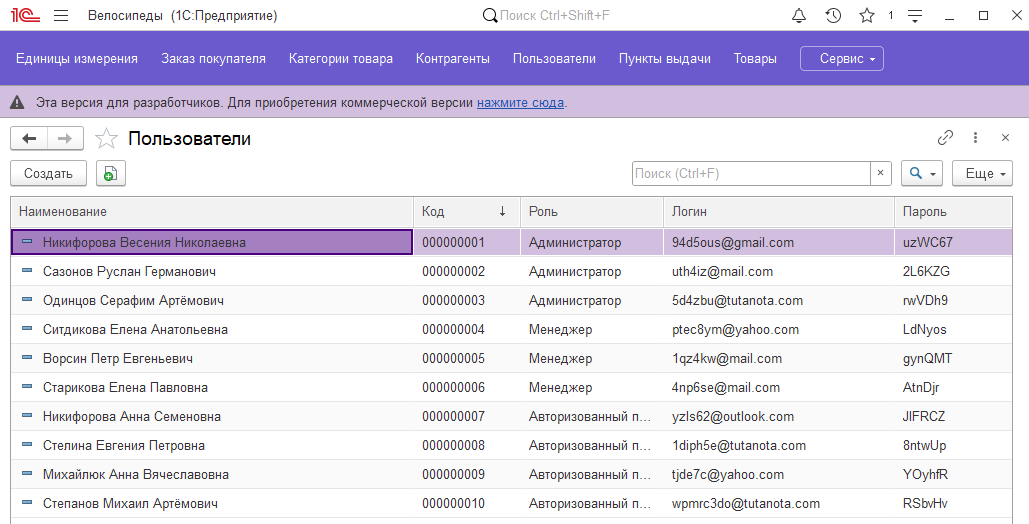 1С Велосипеды (1С:Предприятие) Поиск Ctrl+Shift+F 1
Единицы измерения Заказ покупателя Категории товара Контрагенты Пользователи Пункты выдачи Товары Сервис
Эта версия для разработчиков. Для приобретения коммерческой версии нажмите сюда.
Пользователи
Создать Поиск (Ctrl+F) × Еще
Наименование Код ↓ Роль Логин Пароль
Никифорова Весения Николаевна 000000001 Администратор 94d5ous@gmail.com uzWC67
Сазонов Руслан Германович 000000002 Администратор uth4iz@mail.com 2L6KZG
Одинцов Серафим Артёмович 000000003 Администратор 5d4zbu@tutanota.com rwVDh9
Ситдикова Елена Анатольевна 000000004 Менеджер ptec8ym@yahoo.com LdNyos
Ворсин Петр Евгеньевич 000000005 Менеджер 1qz4kw@mail.com gynQMT
Старикова Елена Павловна 000000006 Менеджер 4np6se@mail.com AtnDjr
Никифорова Анна Семеновна 000000007 Авторизованный п... yzls62@outlook.com JlFRCZ
Стелина Евгения Петровна 000000008 Авторизованный п... 1diph5e@tutanota.com 8ntwUp
Михайлюк Анна Вячеславовна 000000009 Авторизованный п... tjde7c@yahoo.com YOyhfR
Степанов Михаил Артёмович 000000010 Авторизованный п... wpmrc3do@tutanota.com RSbvHv